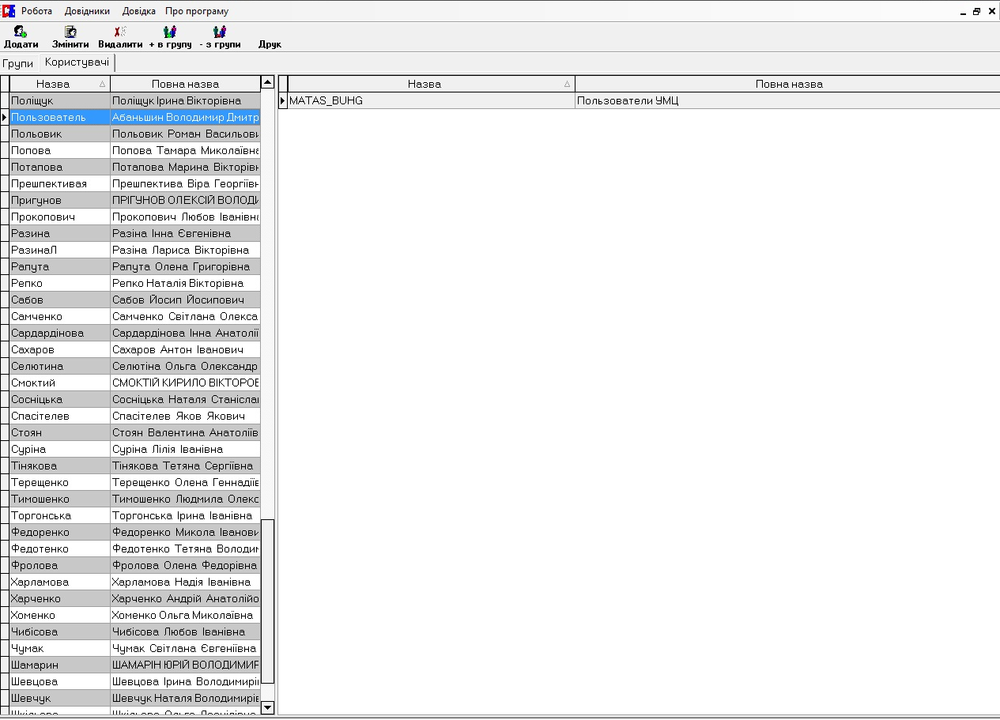 Робота Довідники Довідка Про програму
Додати Змінити Видалити + в групу - з групи Друк
Групи Користувачі
Назва Повна назва Назва Повна назва
Поліщук Поліщук Ірина Вікторівна MATAS_BUHG Пользователи УМЦ
Пользователь Абаньшин Володимир Дмитр
Польовик Польовик Роман Васильови
Попова Попова Тамара Миколаївна
Потапова Потапова Марина Вікторівн
Прешпективая Прешпектива Віра Георгіївн
Пригунов ПРІГУНОВ ОЛЕКСІЙ ВОЛОДИ
Прокопович Прокопович Любов Іванівна
Разина Разіна Інна Євгенівна
РазинаЛ Разіна Лариса Вікторівна
Рапута Рапута Олена Григорівна
Репко Репко Наталія Вікторівна
Сабов Сабов Йосип Йосипович
Самченко Самченко Світлана Олекса
Сардардінова Сардардінова Інна Анатолії
Сахаров Сахаров Антон Іванович
Селютина Селютіна Ольга Олександр
Смоктий СМОКТІЙ КИРИЛО ВІКТОРОВ
Сосніцька Сосніцька Наталя Станісла
Спасітелев Спасітелев Яков Якович
Стоян Стоян Валентина Анатоліїв
Суріна Суріна Лілія Іванівна
Тінякова Тінякова Тетяна Сергіївна
Терещенко Терещенко Олена Геннадіїв
Тимошенко Тимошенко Людмила Олекс
Торгонська Торгонська Ірина Іванівна
Федоренко Федоренко Микола Іванови
Федотенко Федотенко Тетяна Володим
Фролова Фролова Олена Федорівна
Харламова Харламова Надія Іванівна
Харченко Харченко Андрій Анатолійо
Хоменко Хоменко Ольга Миколаївна
Чибісова Чибісова Любов Іванівна
Чумак Чумак Світлана Євгеніївна
Шамарин ШАМАРІН ЮРІЙ ВОЛОДИМИР
Шевцова Шевцова Ірина Володимирі
Шевчук Шевчук Наталя Володимирів